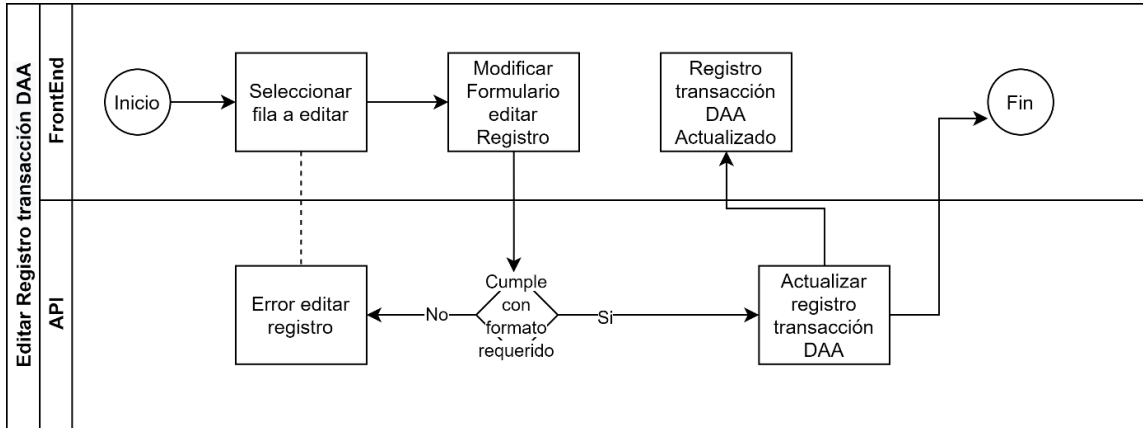 Editar Registro transacción DAA
FrontEnd
Inicio
Seleccionar
fila a editar
Modificar
Formulario
editar
Registro
Registro
transacción
DAA
Actualizado
Fin
API
Error editar
registro
No
Cumple
con
formato
requerido
Si
Actualizar
registro
transacción
DAA